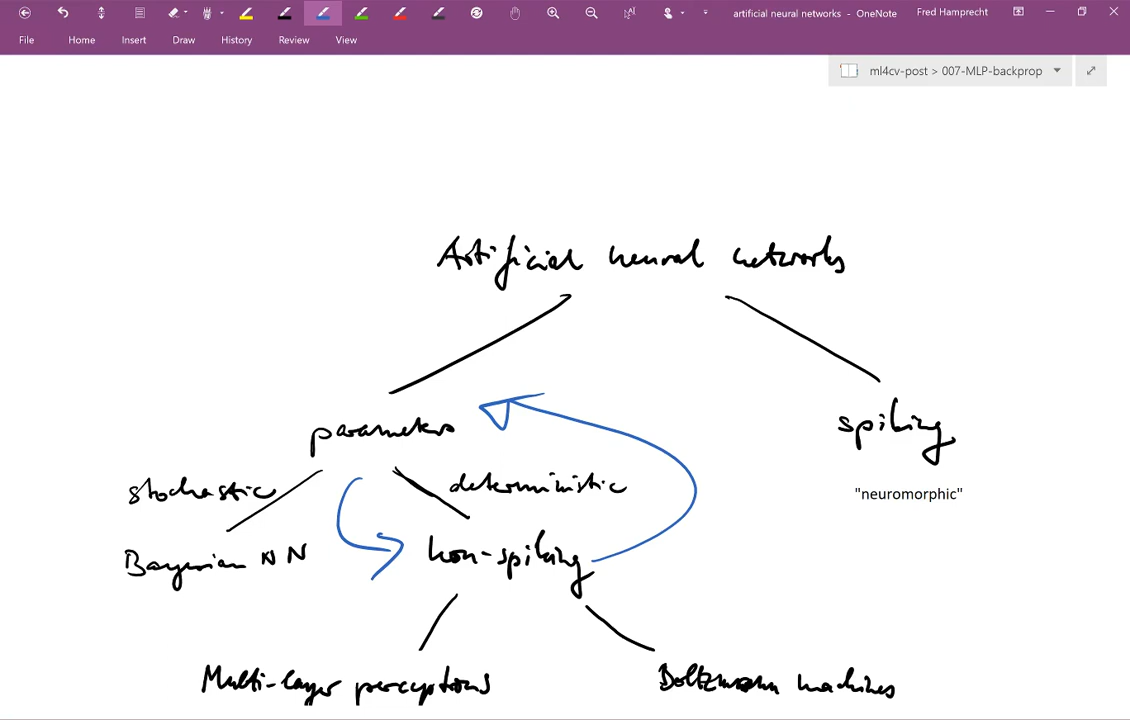 artificial neural networks - OneNote
Fred Hamprecht
File Home Insert Draw History Review View
ml4cv-post > 007-MLP-backprop
Artificial neural networks
parameters
spiking
stochastic
deterministic
"neuromorphic"
Bayesian NN
non-spiking
Multi-layer perceptrons
Boltzmann machines